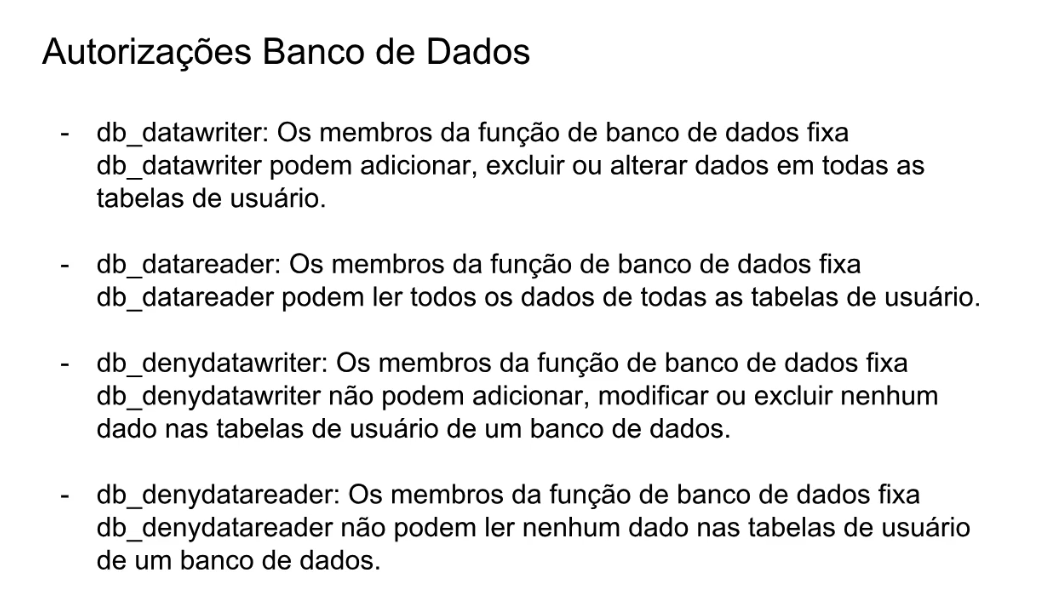 Autorizações Banco de Dados
- db_datawriter: Os membros da função de banco de dados fixa
db_datawriter podem adicionar, excluir ou alterar dados em todas as
tabelas de usuário.
- db_datareader: Os membros da função de banco de dados fixa
db_datareader podem ler todos os dados de todas as tabelas de usuário.
- db_denydatawriter: Os membros da função de banco de dados fixa
db_denydatawriter não podem adicionar, modificar ou excluir nenhum
dado nas tabelas de usuário de um banco de dados.
- db_denydatareader: Os membros da função de banco de dados fixa
db_denydatareader não podem ler nenhum dado nas tabelas de usuário
de um banco de dados.